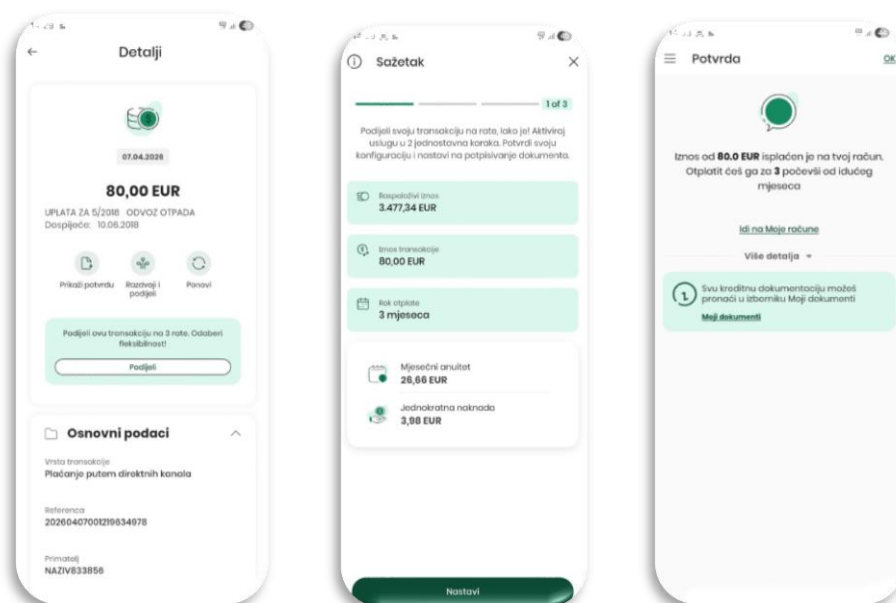 Detalji
07.04.2026
80,00 EUR
UPLATA ZA 5/2018 ODVOZ OTPADA
Dospijeće: 10.06.2018
Prikaži potvrdu
Razdvoji i
podijeli
Ponovi
Podijeli ovu transakciju na 3 rate. Odaberi
fleksibilnost!
Podijeli
Osnovni podaci
Vrsta transakcije
Plaćanje putem direktnih kanala
Referenca
20260407001219634978
Primatelj
NAZIV833856
Sažetak
1 of 3
Podijeli svoju transakciju na rate, lako je! Aktiviraj
uslugu u 2 jednostavna koraka. Potvrdi svoju
konfiguraciju i nastavi na potpisivanje dokumenta.
Raspoloživi iznos
3.477,34 EUR
Iznos transakcije
80,00 EUR
Rok otplate
3 mjeseca
Mjesečni anuitet
26,66 EUR
Jednokratna naknada
3,98 EUR
Nastavi
Potvrda
OK
Iznos od 80.0 EUR isplaćen je na tvoj račun.
Otplatit ćeš ga za 3 počevši od idućeg
mjeseca
Idi na Moje račune
Više detalja
Svu kreditnu dokumentaciju možeš
pronaći u izborniku Moji dokumenti
Moji dokumenti